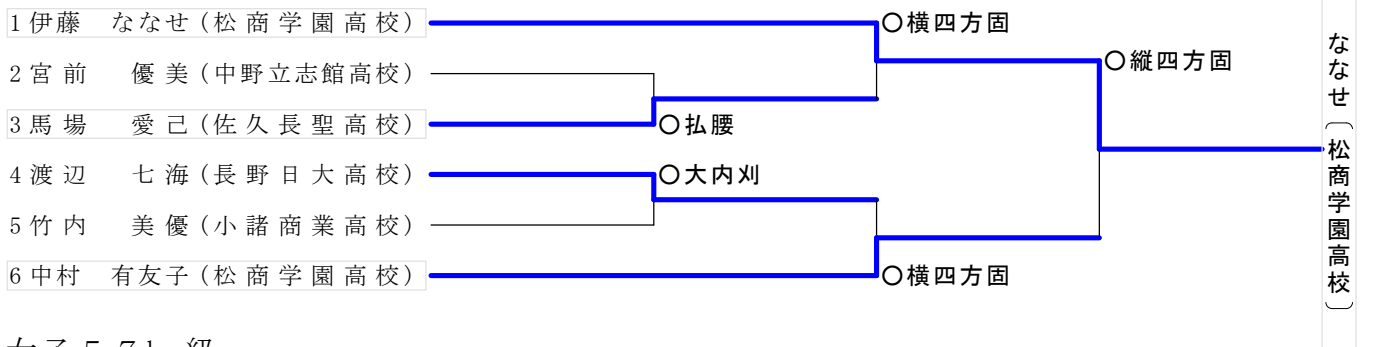 1 伊藤 ななせ (松商学園高校)
〇横四方固
2 宮前 優美 (中野立志館高校)
〇縦四方固
3 馬場 愛己 (佐久長聖高校)
〇払腰
4 渡辺 七海 (長野日大高校)
〇大内刈
5 竹内 美優 (小諸商業高校)
6 中村 有友子 (松商学園高校)
〇横四方固
ななせ(松商学園高校)